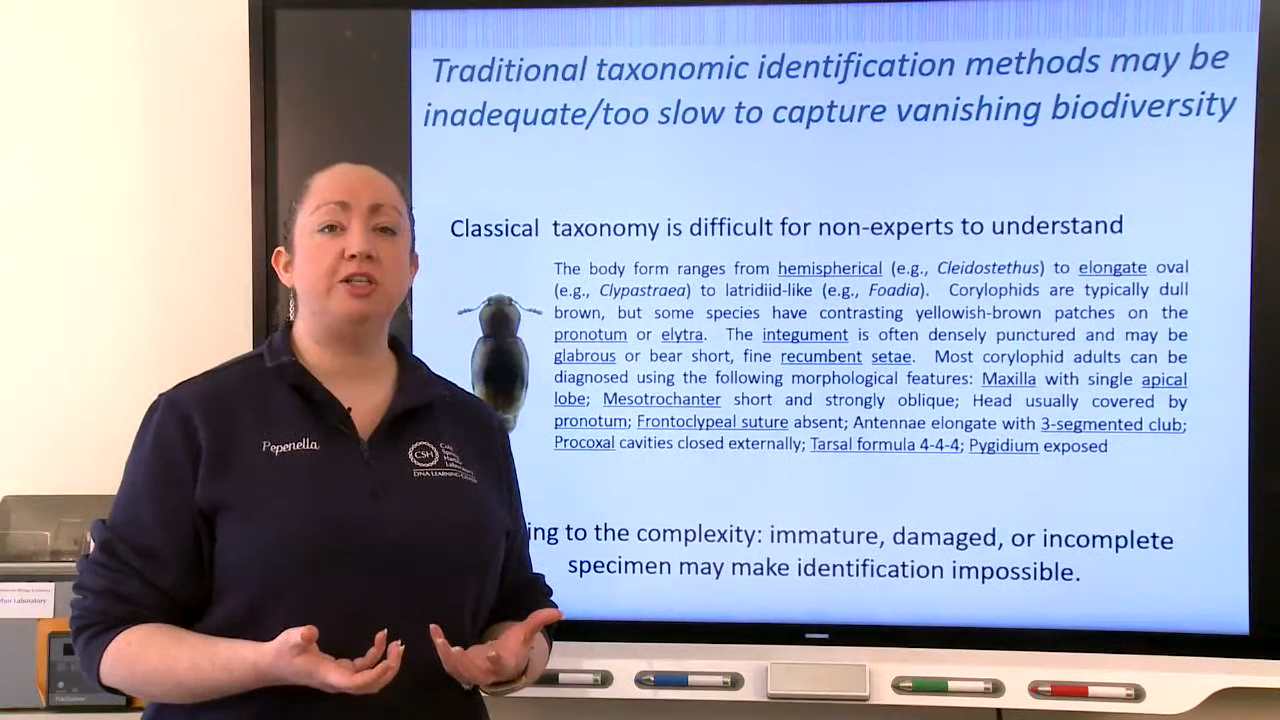 Traditional taxonomic identification methods may be
inadequate/too slow to capture vanishing biodiversity
Classical taxonomy is difficult for non-experts to understand
The body form ranges from hemispherical (e.g., Cleidostethus) to elongate oval
(e.g., Clypastraea) to latridiid-like (e.g., Foadia). Corylophids are typically dull
brown, but some species have contrasting yellowish-brown patches on the
pronotum or elytra. The integument is often densely punctured and may be
glabrous or bear short, fine recumbent setae. Most corylophid adults can be
diagnosed using the following morphological features: Maxilla with single apical
lobe; Mesotrochanter short and strongly oblique; Head usually covered by
pronotum; Frontoclypeal suture absent; Antennae elongate with 3-segmented club;
Procoxal cavities closed externally; Tarsal formula 4-4-4; Pygidium exposed
ing to the complexity: immature, damaged, or incomplete
specimen may make identification impossible.
Pepenella
CSH
Cold
Spring
Harbor
Laboratory
DNA LEARNING CENTER
Laboratory